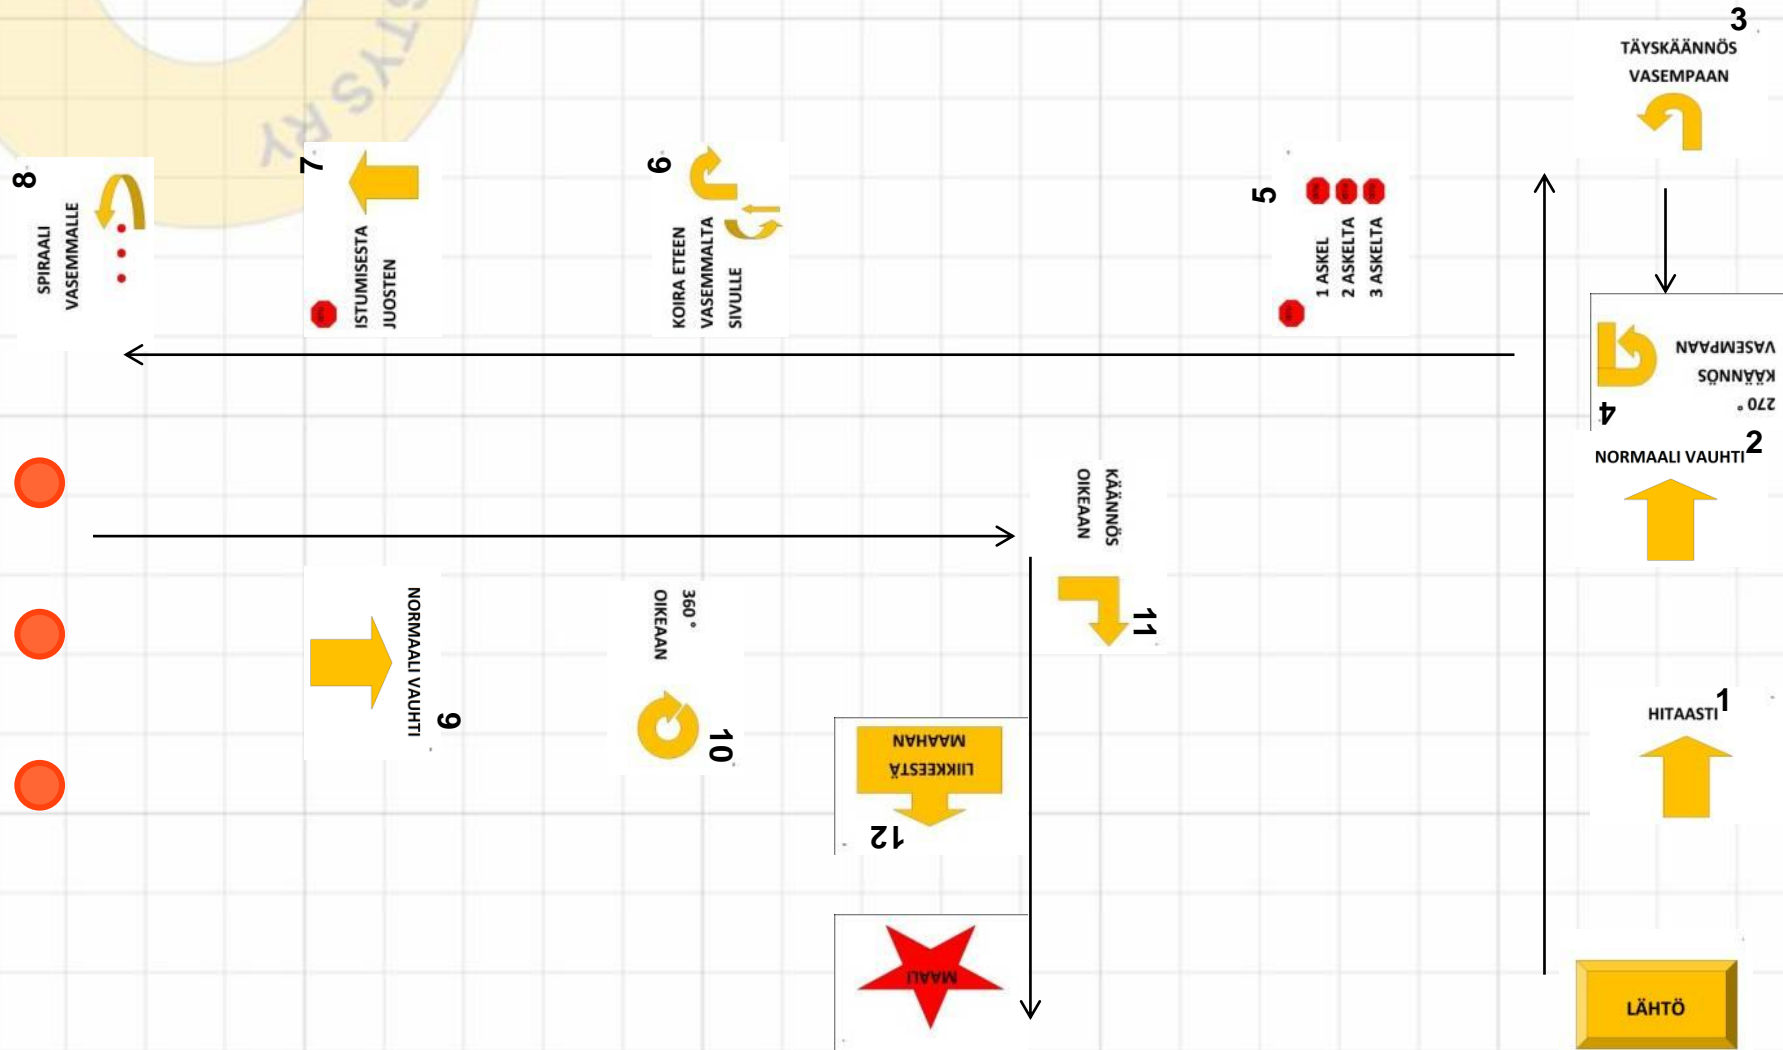 STYS RY
3
TÄYSKÄÄNNÖS
VASEMPAAN
8
SPIRAALI
VASEMMALLE
7
ISTUMISESTA
JUOSTEN
6
KOIRA ETEEN
VASEMMALTA
SIVULLE
5
1 ASKEL
2 ASKELTA
3 ASKELTA
270°
KÄÄNNÖS
VASEMPAAN
4
NORMAALI VAUHTI
2
KÄÄNNÖS
OIKEAAN
11
NORMAALI VAUHTI
9
360°
OIKEAAN
10
HITAASTI
1
LIIKKEESTÄ
MAAHAN
12
MAALI
LÄHTÖ